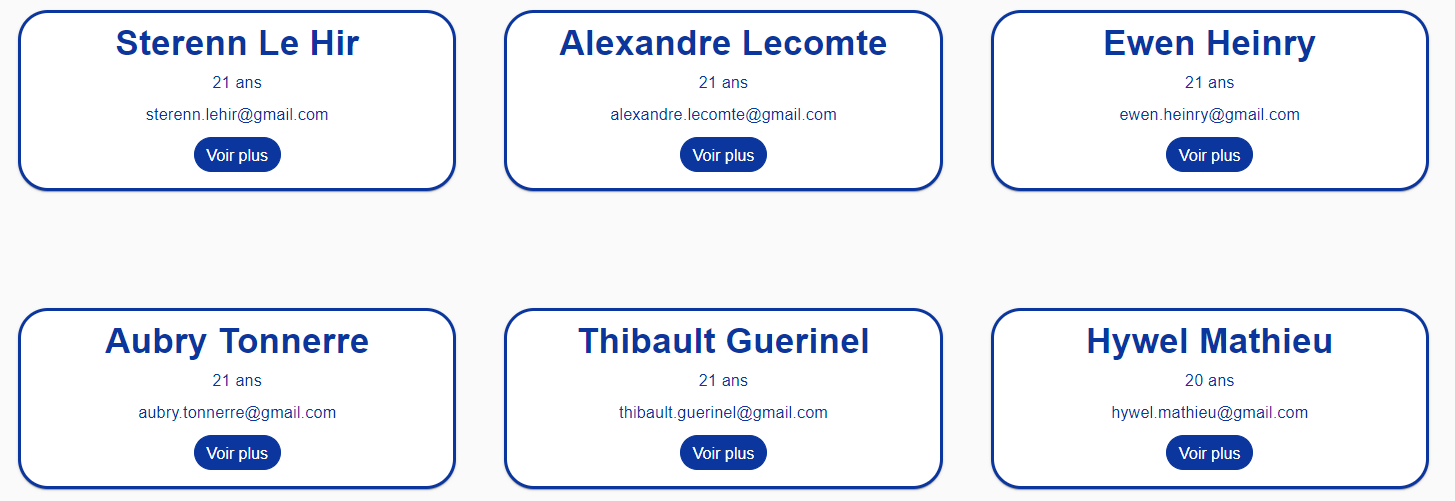 Sterenn Le Hir
21 ans
sterenn.lehir@gmail.com
Voir plus
Alexandre Lecomte
21 ans
alexandre.lecomte@gmail.com
Voir plus
Ewen Heinry
21 ans
ewen.heinry@gmail.com
Voir plus
Aubry Tonnerre
21 ans
aubry.tonnerre@gmail.com
Voir plus
Thibault Guerinel
21 ans
thibault.guerinel@gmail.com
Voir plus
Hywel Mathieu
20 ans
hywel.mathieu@gmail.com
Voir plus